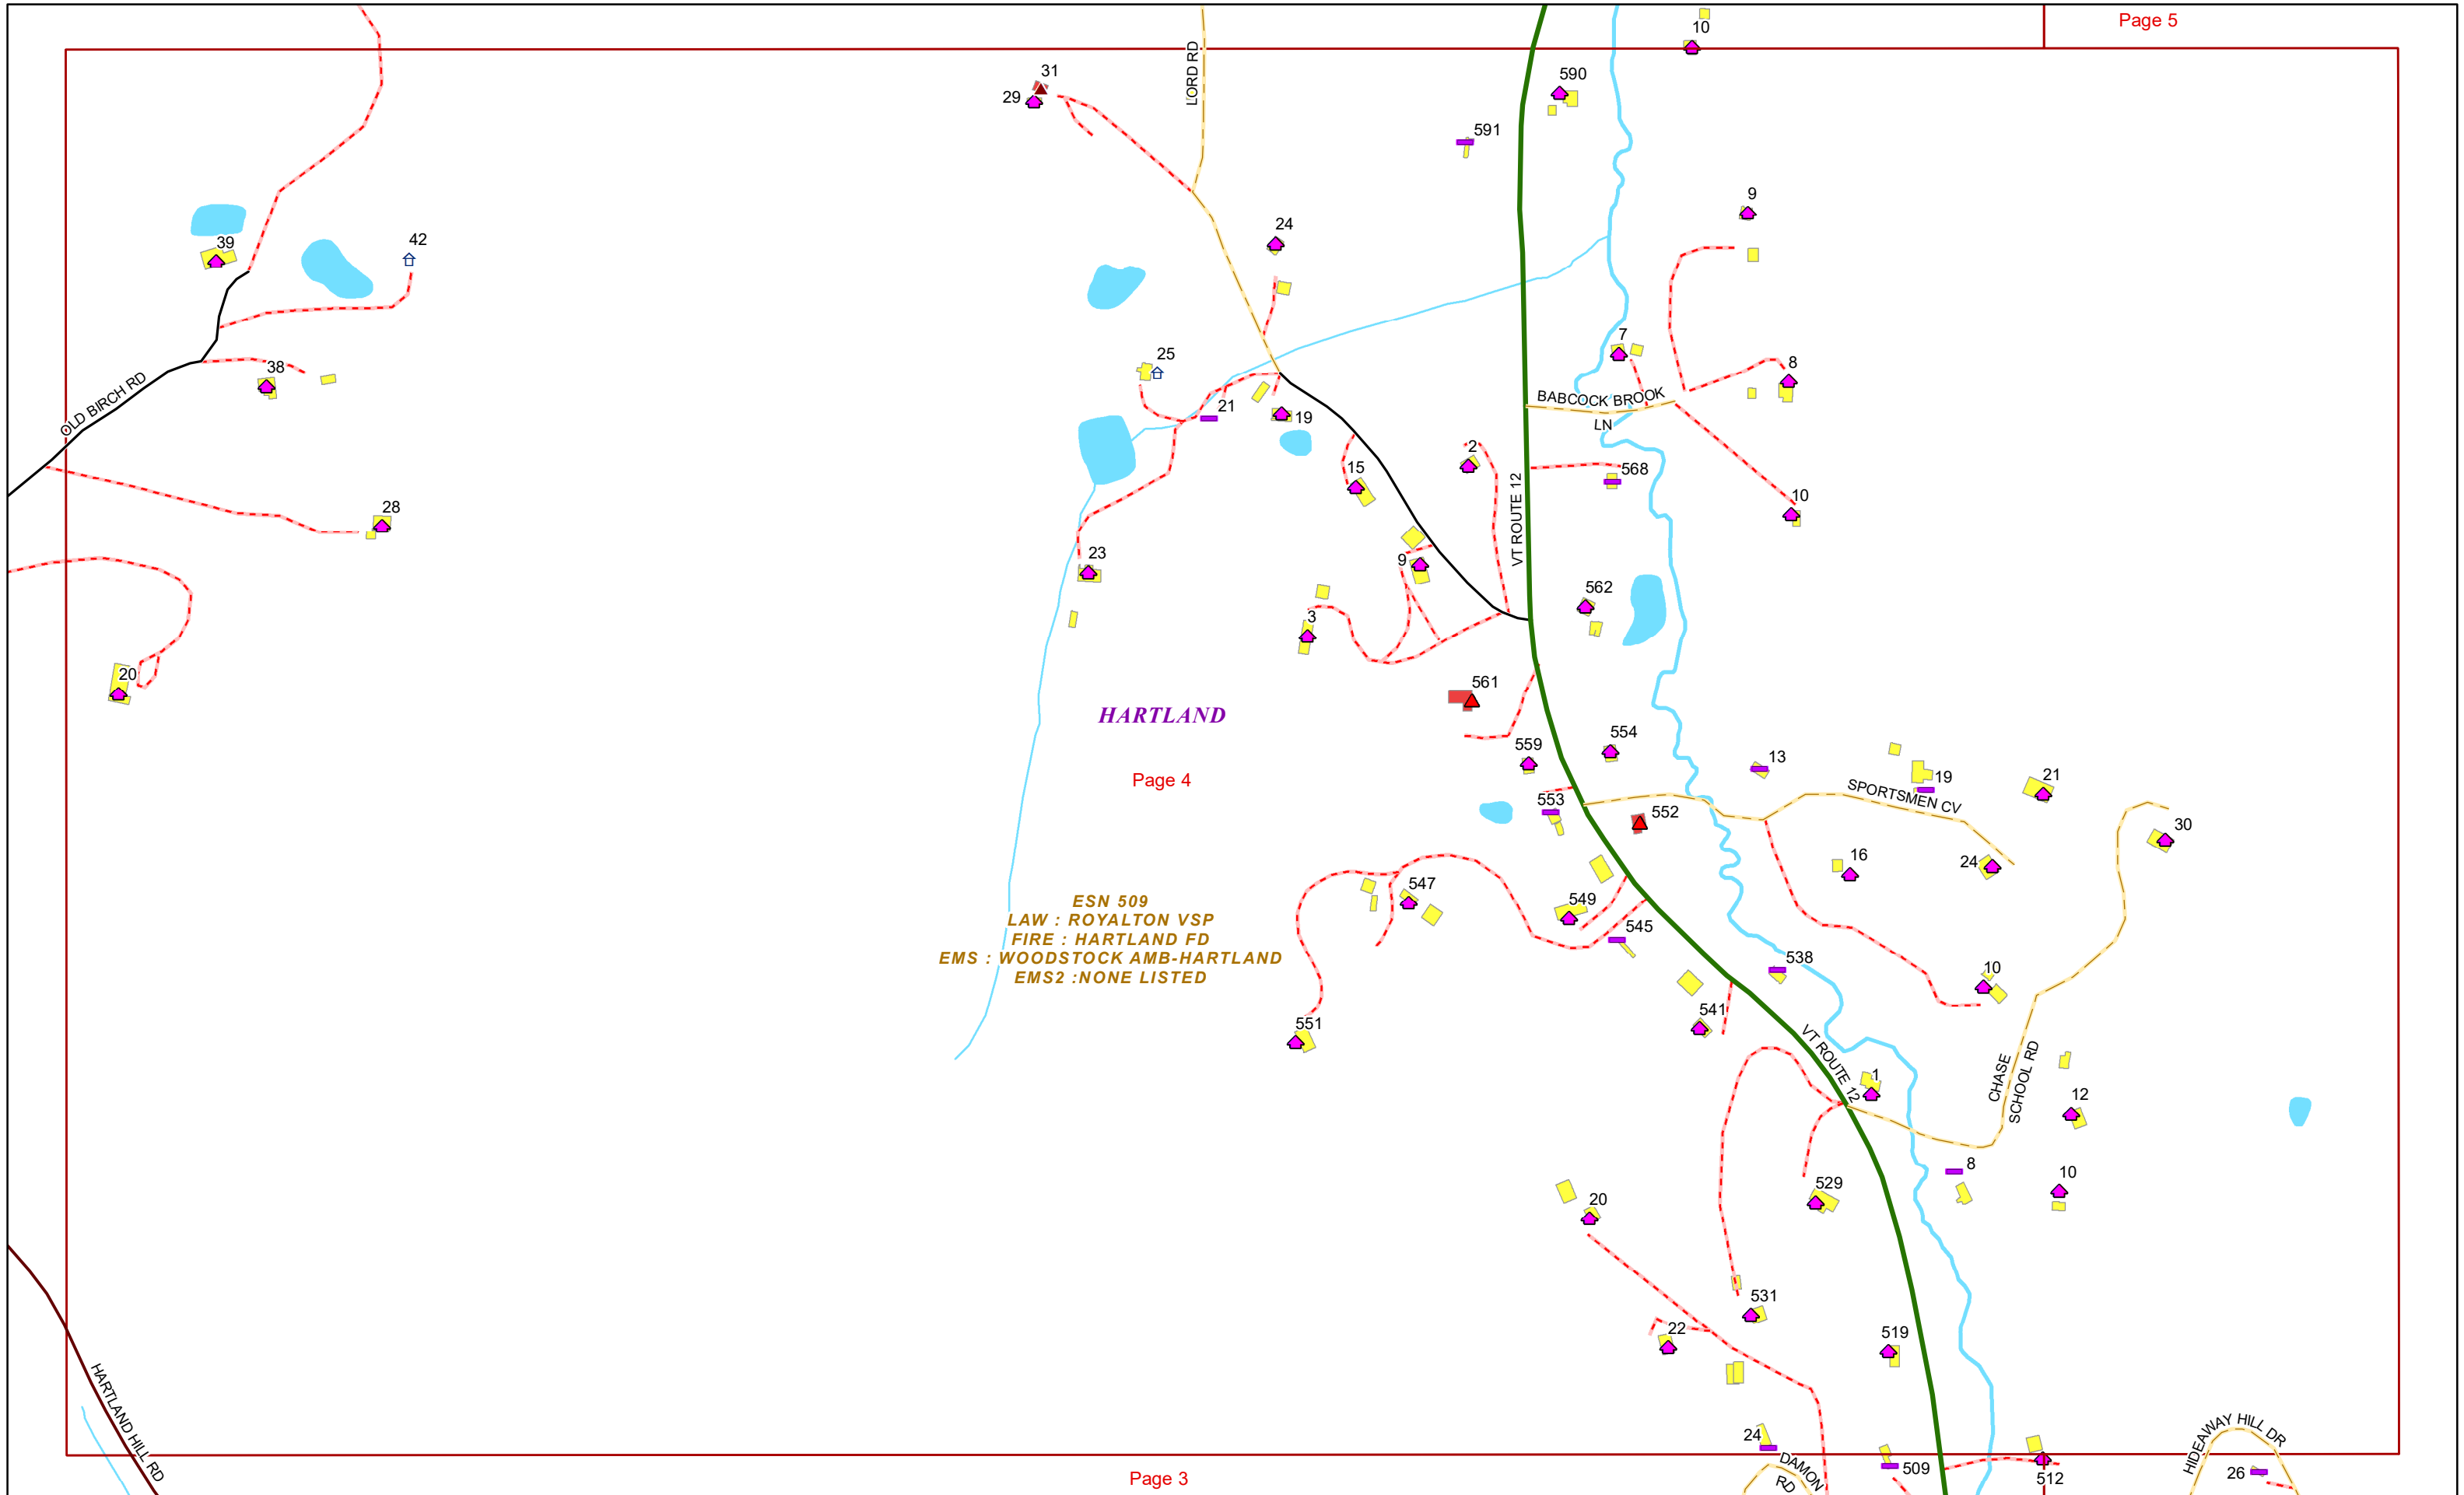 Page 5
10
31
29
LORD RD
590
591
9
24
39
42
7
25
8
38
BABCOCK BROOK
LN
OLD BIRCH RD
21
19
2
15
568
VT ROUTE 12
10
28
23
9
562
3
20
561
HARTLAND
554
559
13
Page 4
19
21
SPORTSMEN CV
553
552
30
16
24
547
549
ESN 509
LAW : ROYALTON VSP
FIRE : HARTLAND FD
EMS : WOODSTOCK AMB-HARTLAND
EMS2 :NONE LISTED
545
538
10
541
551
VT ROUTE 12
CHASE
SCHOOL RD
1
12
8
10
529
20
531
22
519
HARTLAND HILL RD
24
DAMON
RD
509
512
HIDEAWAY HILL DR
26
Page 3